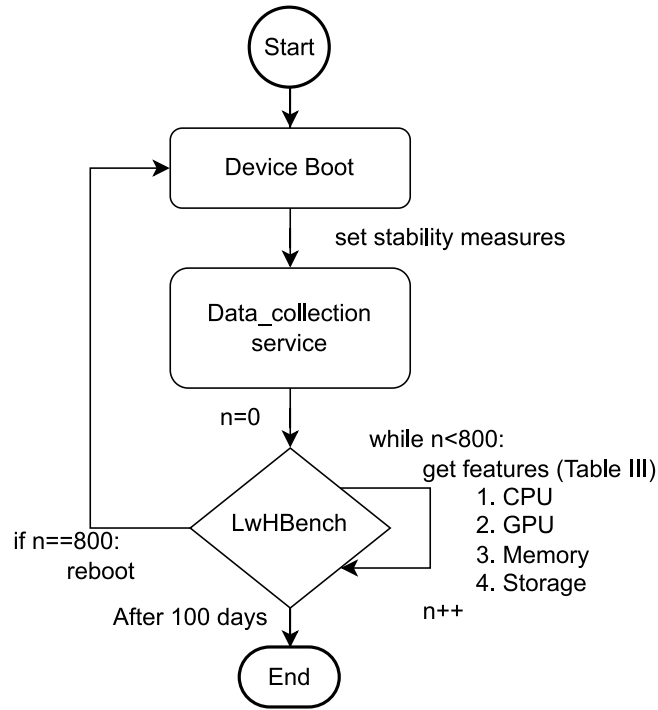 Start
Device Boot
set stability measures
Data_collection
service
n=0
while n<800:
get features (Table III)
1. CPU
2. GPU
3. Memory
4. Storage
n++
LwHBench
if n==800:
reboot
After 100 days
End